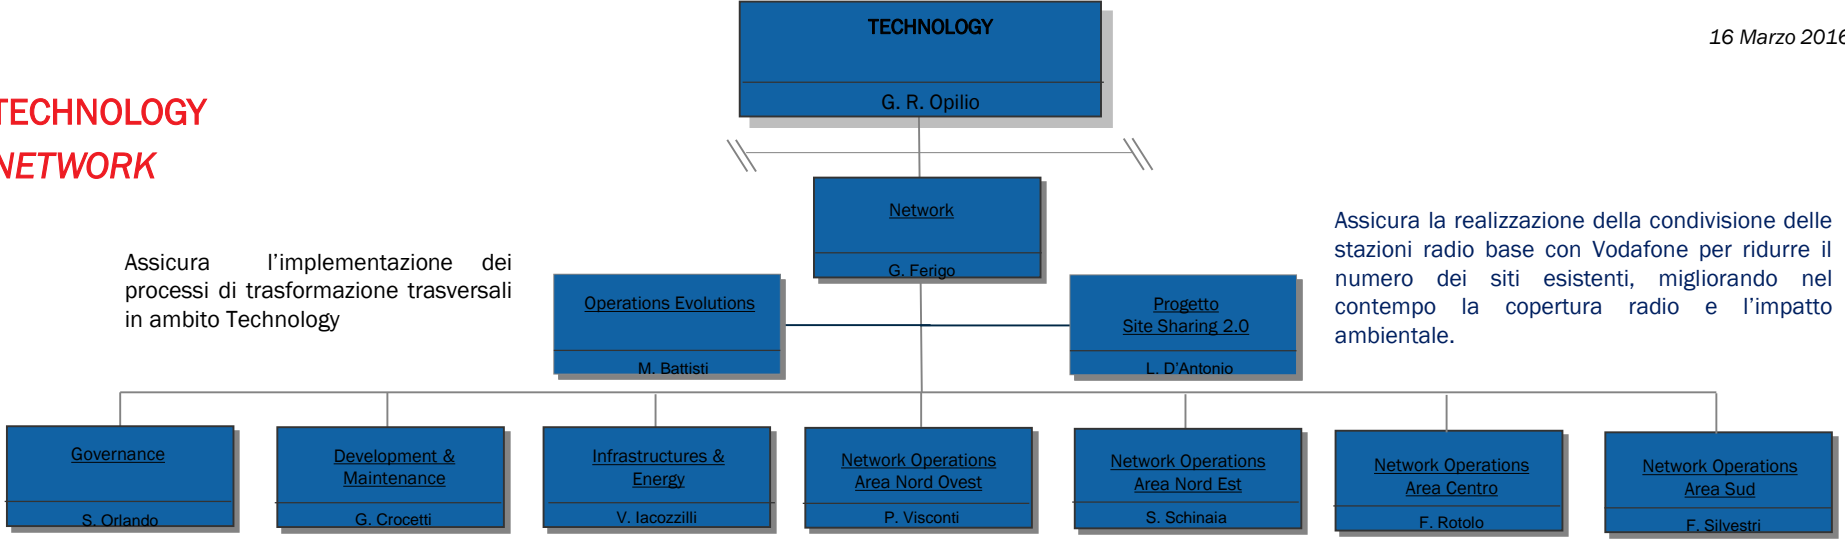 TECHNOLOGY
16 Marzo 2016
G. R. Opilio
TECHNOLOGY
NETWORK
Network
G. Ferigo
Assicura l'implementazione dei
processi di trasformazione trasversali
in ambito Technology
Assicura la realizzazione della condivisione delle
stazioni radio base con Vodafone per ridurre il
numero dei siti esistenti, migliorando nel
contempo la copertura radio e l'impatto
ambientale.
Operations Evolutions
M. Battisti
Progetto
Site Sharing 2.0
L. D'Antonio
Governance
S. Orlando
Development &
Maintenance
G. Crocetti
Infrastructures &
Energy
V. Iacozzilli
Network Operations
Area Nord Ovest
P. Visconti
Network Operations
Area Nord Est
S. Schinaia
Network Operations
Area Centro
F. Rotolo
Network Operations
Area Sud
F. Silvestri